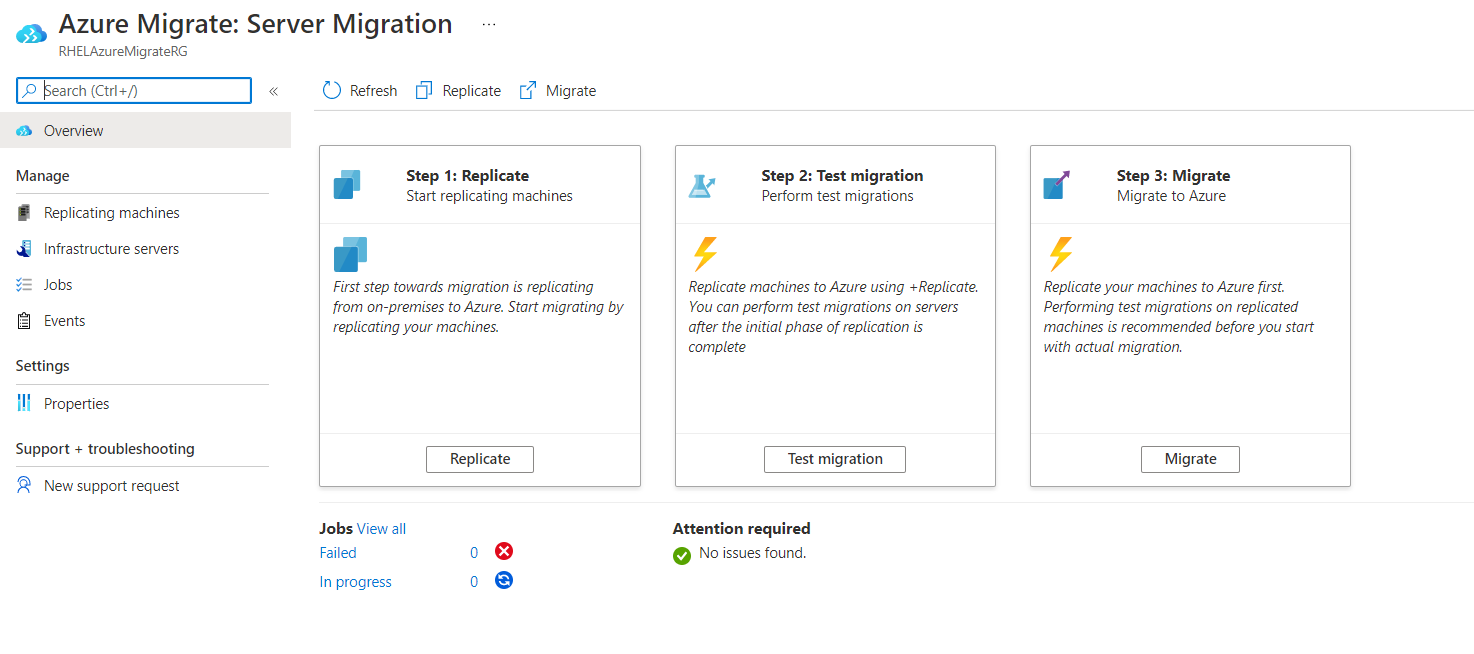 Azure Migrate: Server Migration ...
RHELAzureMigrateRG
Search (Ctrl+/)
«
Refresh
Replicate
Migrate
Overview
Manage
Replicating machines
Infrastructure servers
Jobs
Events
Settings
Properties
Support + troubleshooting
New support request
Step 1: Replicate
Start replicating machines
First step towards migration is replicating
from on-premises to Azure. Start migrating by
replicating your machines.
Replicate
Step 2: Test migration
Perform test migrations
Replicate machines to Azure using +Replicate.
You can perform test migrations on servers
after the initial phase of replication is
complete
Test migration
Step 3: Migrate
Migrate to Azure
Replicate your machines to Azure first.
Performing test migrations on replicated
machines is recommended before you start
with actual migration.
Migrate
Jobs View all
Failed 0
In progress 0
Attention required
No issues found.